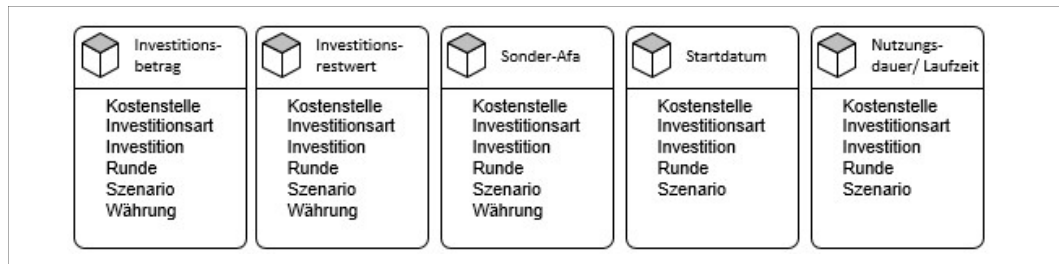 Investitions-
betrag
Kostenstelle
Investitionsart
Investition
Runde
Szenario
Währung
Investitions-
restwert
Kostenstelle
Investitionsart
Investition
Runde
Szenario
Währung
Sonder-Afa
Kostenstelle
Investitionsart
Investition
Runde
Szenario
Währung
Startdatum
Kostenstelle
Investitionsart
Investition
Runde
Szenario
Nutzungs-
dauer/ Laufzeit
Kostenstelle
Investitionsart
Investition
Runde
Szenario